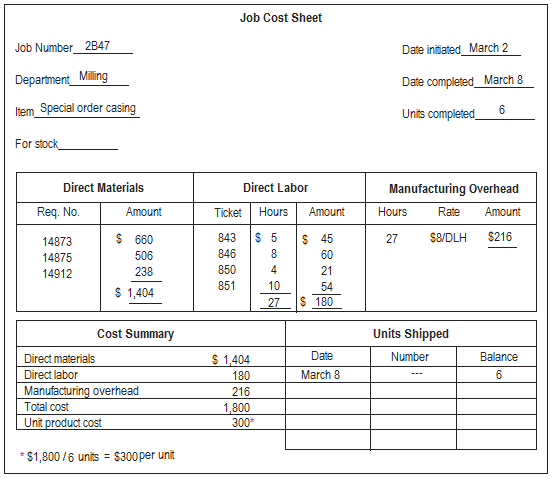 Job Cost Sheet
Job Number 2B47 Date initiated March 2
Department Milling Date completed March 8
Item Special order casing Units completed 6
For stock
Direct Materials Direct Labor Manufacturing Overhead
Req. No. Amount Ticket Hours Amount Hours Rate Amount
14873 $ 660 843 $ 5 $ 45 27 $8/DLH $216
14875 506 846 8 60
14912 238 850 4 21
$ 1,404 851 10 54
27 $ 180
Cost Summary Units Shipped
Direct materials $ 1,404 Date Number Balance
Direct labor 180 March 8 --- 6
Manufacturing overhead 216
Total cost 1,800
Unit product cost 300*
* $1,800 / 6 units = $300 per unit